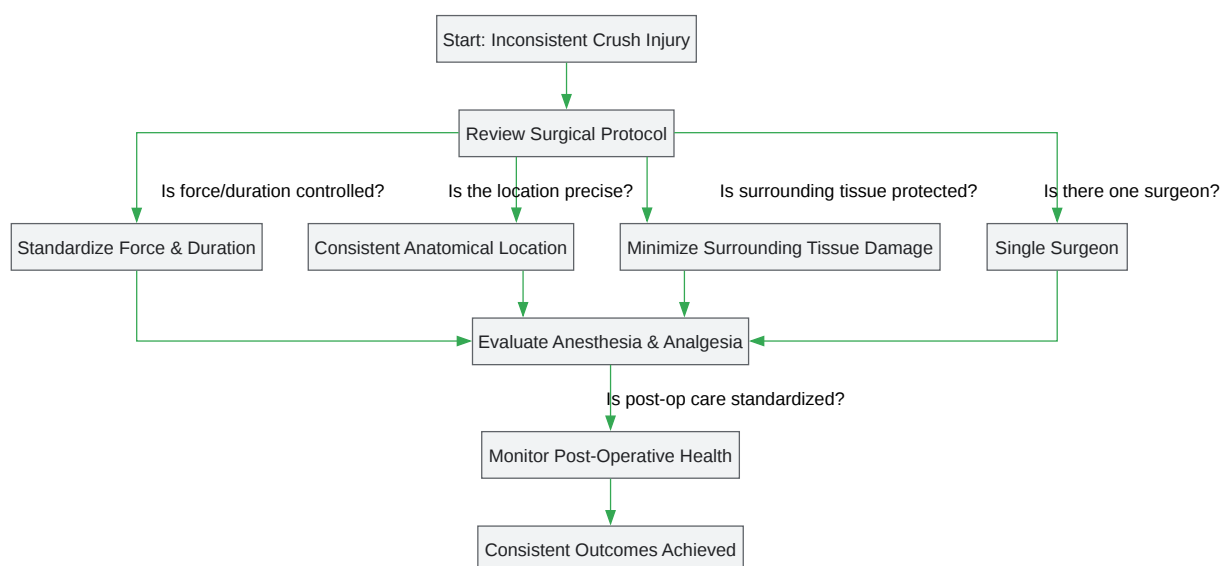 Start: Inconsistent Crush Injury
Review Surgical Protocol
Is force/duration controlled?
Is the location precise?
Is surrounding tissue protected?
Is there one surgeon?
Standardize Force & Duration
Consistent Anatomical Location
Minimize Surrounding Tissue Damage
Single Surgeon
Evaluate Anesthesia & Analgesia
Is post-op care standardized?
Monitor Post-Operative Health
Consistent Outcomes Achieved